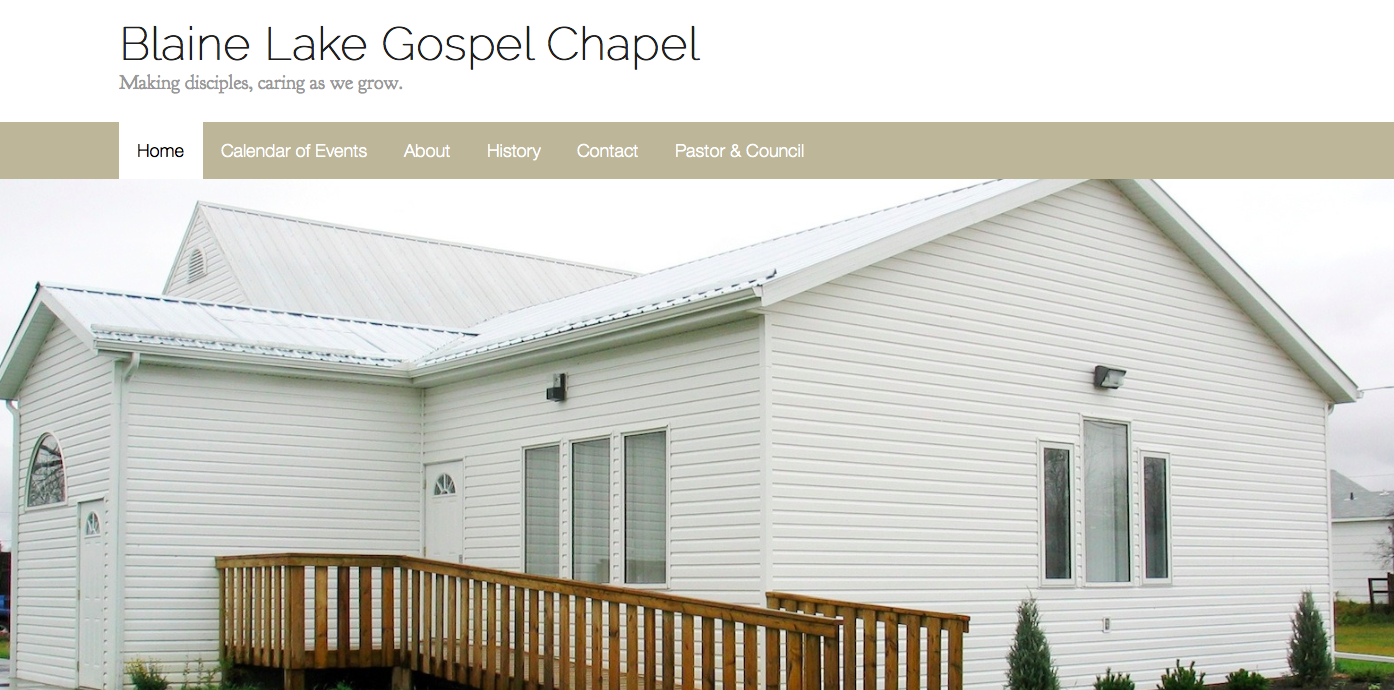 Blaine Lake Gospel Chapel
Making disciples, caring as we grow.
Home Calendar of Events About History Contact Pastor & Council